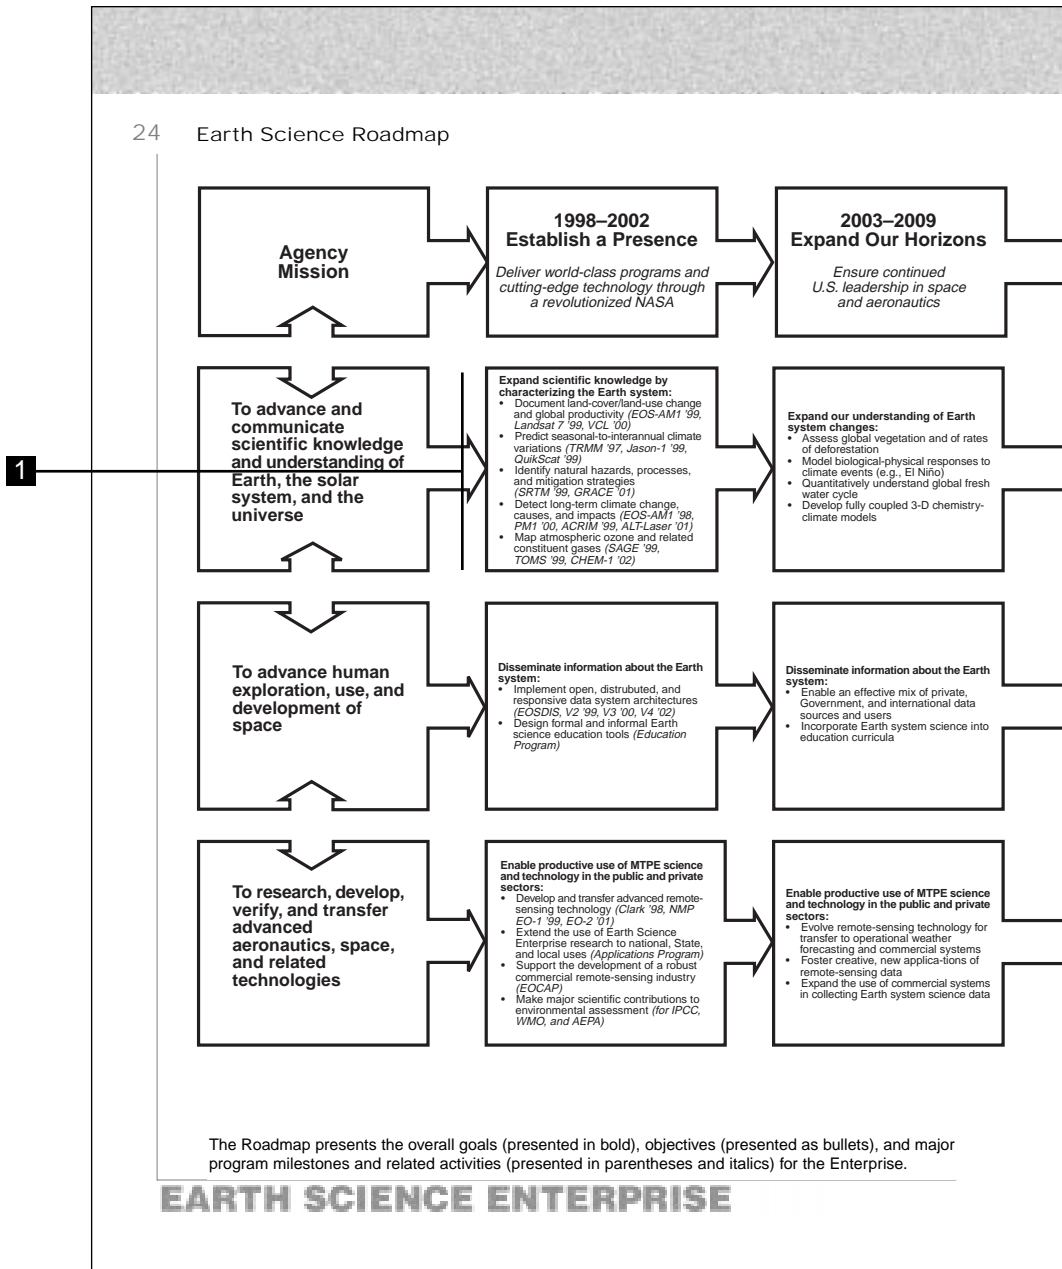 24 Earth Science Roadmap
Agency
Mission
1998–2002
Establish a Presence
Deliver world-class programs and
cutting-edge technology through
a revolutionized NASA
2003–2009
Expand Our Horizons
Ensure continued
U.S. leadership in space
and aeronautics
1
To advance and
communicate
scientific knowledge
and understanding of
Earth, the solar
system, and the
universe
Expand scientific knowledge by
characterizing the Earth system:
• Document land-cover/land-use change
and global productivity (EOS-AM1 '99,
Landsat 7 '99, VCL '00)
• Predict seasonal-to-interannual climate
variations (TRMM '97, Jason-1 '99,
QuikScat '99)
• Identify natural hazards, processes,
and mitigation strategies
(SRTM '99, GRACE '01)
• Detect long-term climate change,
causes, and impacts (EOS-AM1 '98,
PM1 '00, ACRIM '99, ALT-Laser '01)
• Map atmospheric ozone and related
constituent gases (SAGE '99,
TOMS '99, CHEM-1 '02)
Expand our understanding of Earth
system changes:
• Assess global vegetation and of rates
of deforestation
• Model biological-physical responses to
climate events (e.g., El Niño)
• Quantitatively understand global fresh
water cycle
• Develop fully coupled 3-D chemistry-
climate models
To advance human
exploration, use, and
development of
space
Disseminate information about the Earth
system:
• Implement open, distrubuted, and
responsive data system architectures
(EOSDIS, V2 '99, V3 '00, V4 '02)
• Design formal and informal Earth
science education tools (Education
Program)
Disseminate information about the Earth
system:
• Enable an effective mix of private,
Government, and international data
sources and users
• Incorporate Earth system science into
education curricula
To research, develop,
verify, and transfer
advanced
aeronautics, space,
and related
technologies
Enable productive use of MTPE science
and technology in the public and private
sectors:
• Develop and transfer advanced remote-
sensing technology (Clark '98, NMP
EO-1 '99, EO-2 '01)
• Extend the use of Earth Science
Enterprise research to national, State,
and local uses (Applications Program)
• Support the development of a robust
commercial remote-sensing industry
(EOCAP)
• Make major scientific contributions to
environmental assessment (for IPCC,
WMO, and AEPA)
Enable productive use of MTPE science
and technology in the public and private
sectors:
• Evolve remote-sensing technology for
transfer to operational weather
forecasting and commercial systems
• Foster creative, new applica-tions of
remote-sensing data
• Expand the use of commercial systems
in collecting Earth system science data
The Roadmap presents the overall goals (presented in bold), objectives (presented as bullets), and major
program milestones and related activities (presented in parentheses and italics) for the Enterprise.
EARTH SCIENCE ENTERPRISE